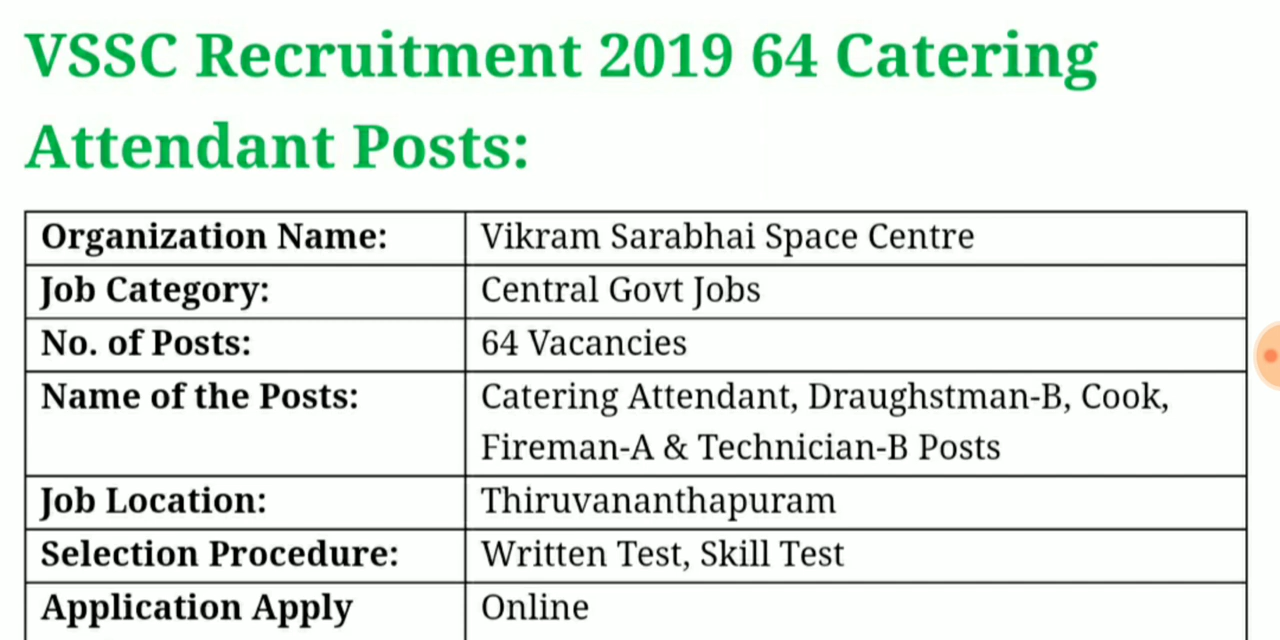 VSSC Recruitment 2019 64 Catering
Attendant Posts:
Organization Name: Vikram Sarabhai Space Centre
Job Category: Central Govt Jobs
No. of Posts: 64 Vacancies
Name of the Posts: Catering Attendant, Draughstman-B, Cook,
Fireman-A & Technician-B Posts
Job Location: Thiruvananthapuram
Selection Procedure: Written Test, Skill Test
Application Apply Online